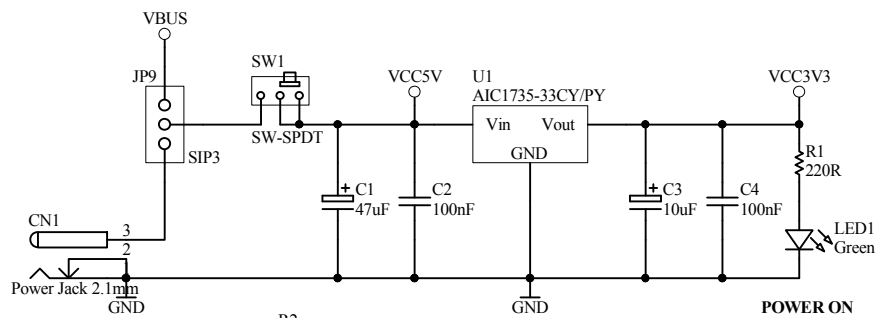 VBUS
JP9
SW1
VCC5V
U1
VCC3V3
AIC1735-33CY/PY
Vin
Vout
GND
SW-SPDT
SIP3
R1
220R
C1
47uF
C2
100nF
C3
10uF
C4
100nF
CN1
3
2
LED1
Green
Power Jack 2.1mm
GND
GND
POWER ON